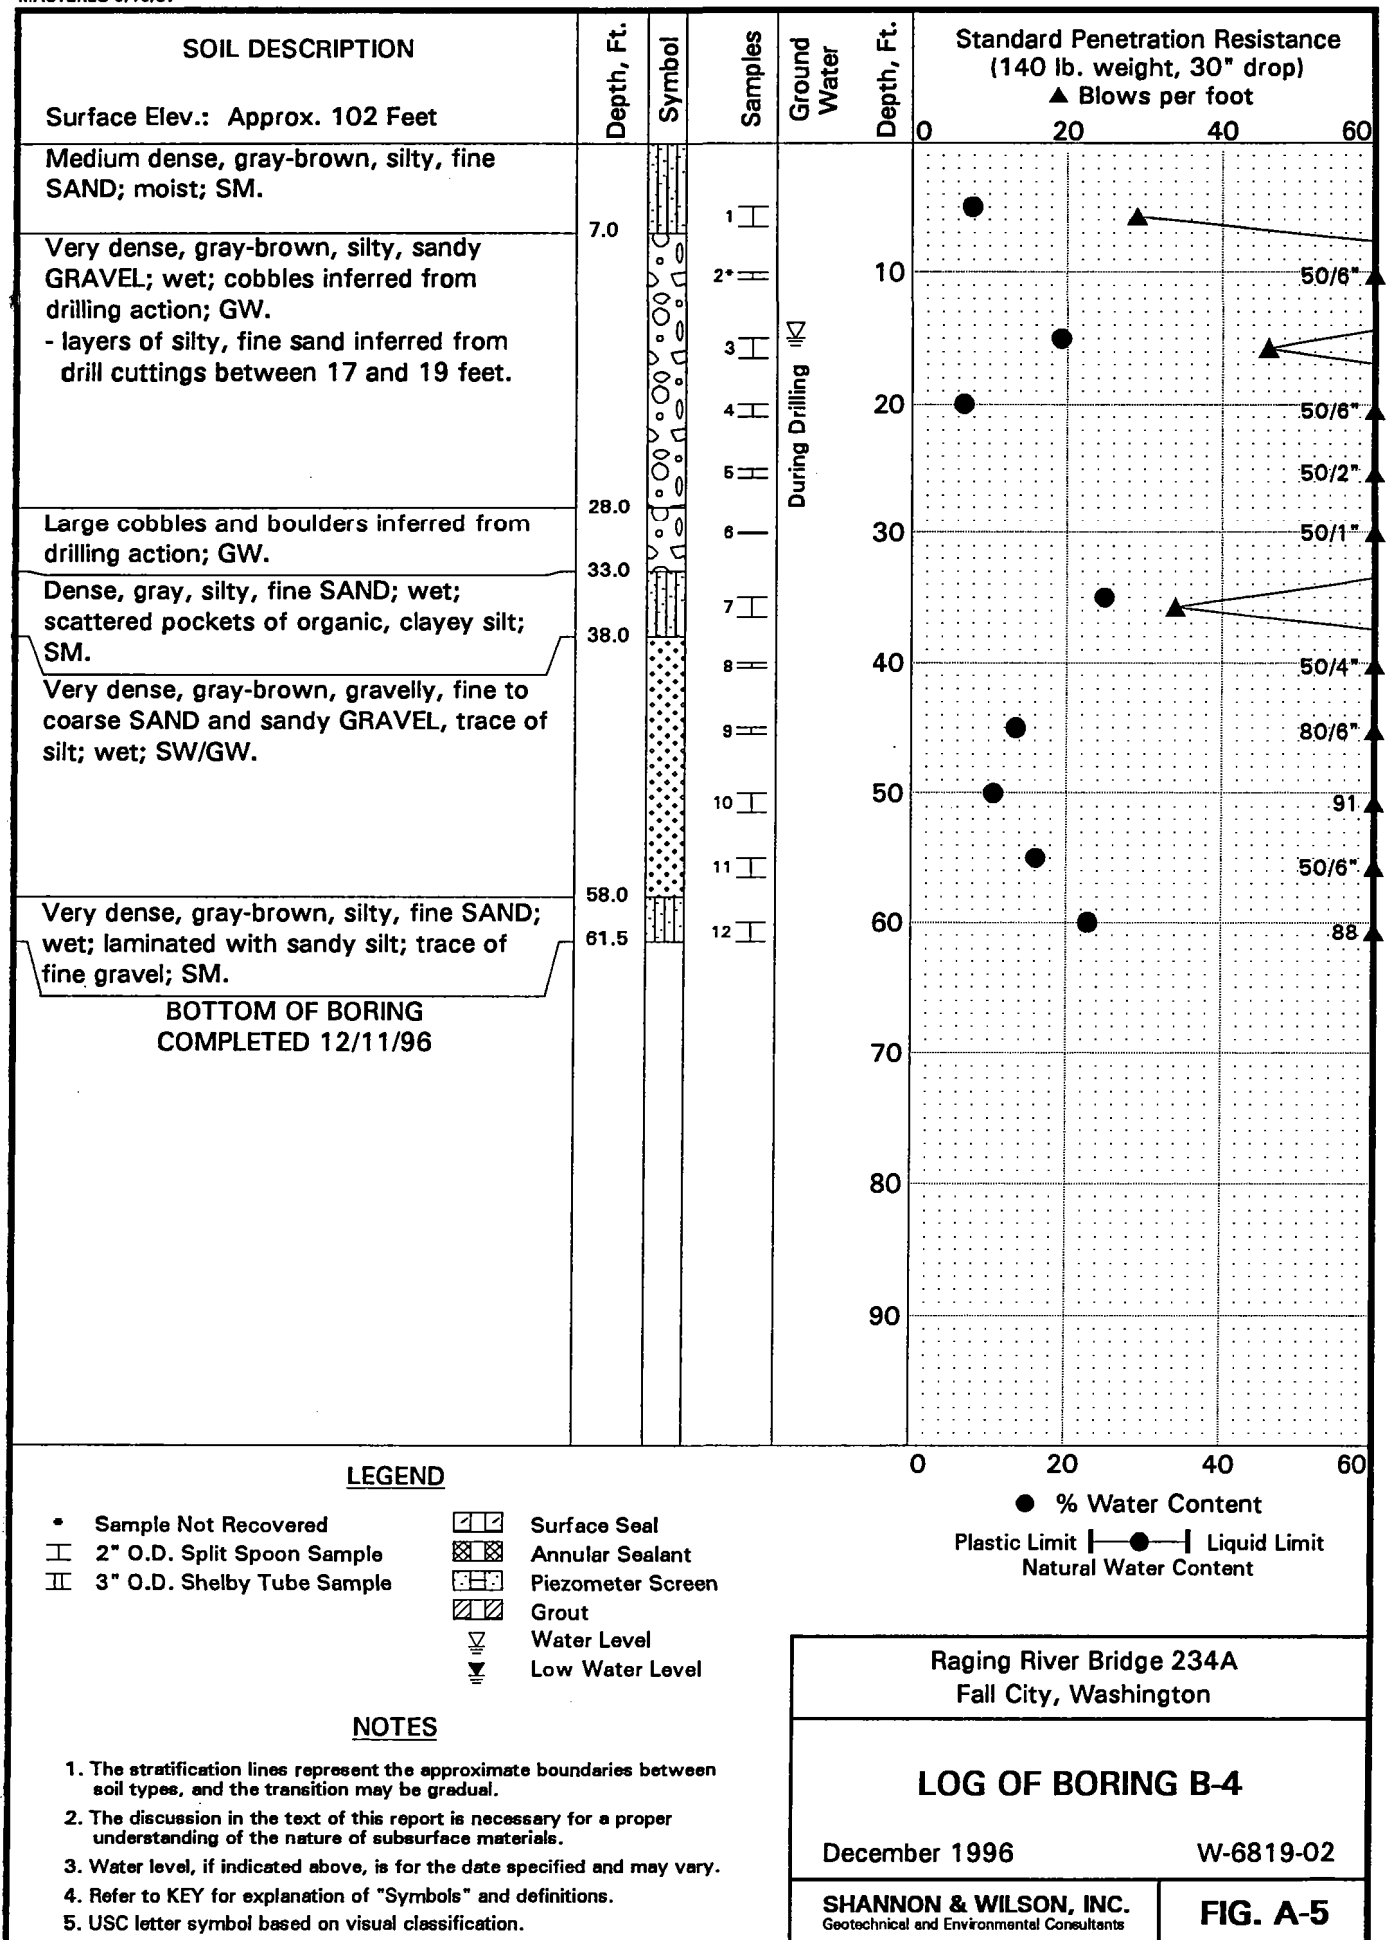 SOIL DESCRIPTION
Surface Elev.: Approx. 102 Feet
Depth, Ft.
Symbol
Samples
Ground
Water
Depth, Ft.
Standard Penetration Resistance
(140 lb. weight, 30" drop)
▲ Blows per foot
0 20 40 60
Medium dense, gray-brown, silty, fine
SAND; moist; SM.
7.0
Very dense, gray-brown, silty, sandy
GRAVEL; wet; cobbles inferred from
drilling action; GW.
- layers of silty, fine sand inferred from
drill cuttings between 17 and 19 feet.
28.0
Large cobbles and boulders inferred from
drilling action; GW.
33.0
Dense, gray, silty, fine SAND; wet;
scattered pockets of organic, clayey silt;
SM.
38.0
Very dense, gray-brown, gravelly, fine to
coarse SAND and sandy GRAVEL, trace of
silt; wet; SW/GW.
58.0
Very dense, gray-brown, silty, fine SAND;
wet; laminated with sandy silt; trace of
fine gravel; SM.
61.5
BOTTOM OF BORING
COMPLETED 12/11/96
1
2*
3
4
5
6
7
8
9
10
11
12
During Drilling
10
20
30
40
50
60
70
80
90
50/6"
50/6"
50/2"
50/1"
50/4"
80/6"
91
50/6"
88
0 20 40 60
● % Water Content
Plastic Limit Liquid Limit
Natural Water Content
LEGEND
* Sample Not Recovered
2" O.D. Split Spoon Sample
3" O.D. Shelby Tube Sample
Surface Seal
Annular Sealant
Piezometer Screen
Grout
Water Level
Low Water Level
NOTES
1. The stratification lines represent the approximate boundaries between
soil types, and the transition may be gradual.
2. The discussion in the text of this report is necessary for a proper
understanding of the nature of subsurface materials.
3. Water level, if indicated above, is for the date specified and may vary.
4. Refer to KEY for explanation of "Symbols" and definitions.
5. USC letter symbol based on visual classification.
Raging River Bridge 234A
Fall City, Washington
LOG OF BORING B-4
December 1996 W-6819-02
SHANNON & WILSON, INC.
Geotechnical and Environmental Consultants
FIG. A-5